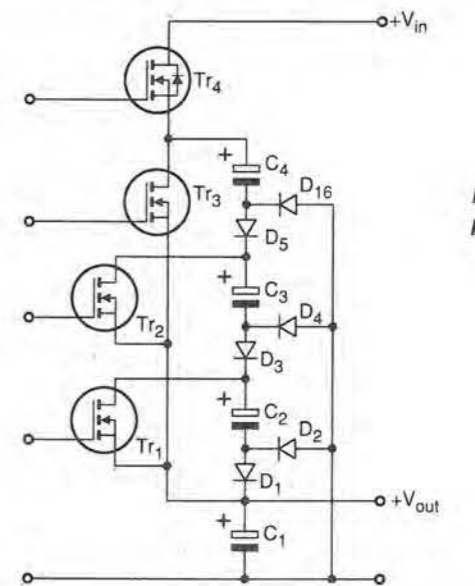 +Vin
Tr4
+ C4
D16
Tr3
D5
+ C3
D4
Tr2
D3
+ C2
D2
Tr1
D1
+Vout
+ C1